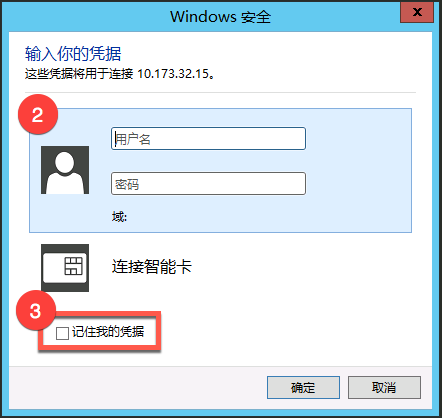 Windows 安全
x
输入你的凭据
这些凭据将用于连接 10.173.32.15。
2
用户名
密码
域:
连接智能卡
3
记住我的凭据
确定
取消